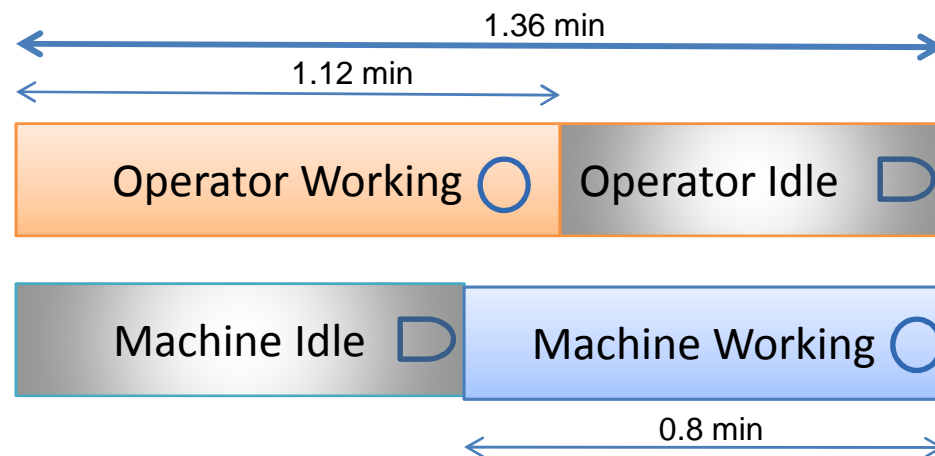 1.36 min
1.12 min
Operator Working
Operator Idle
Machine Idle
Machine Working
0.8 min